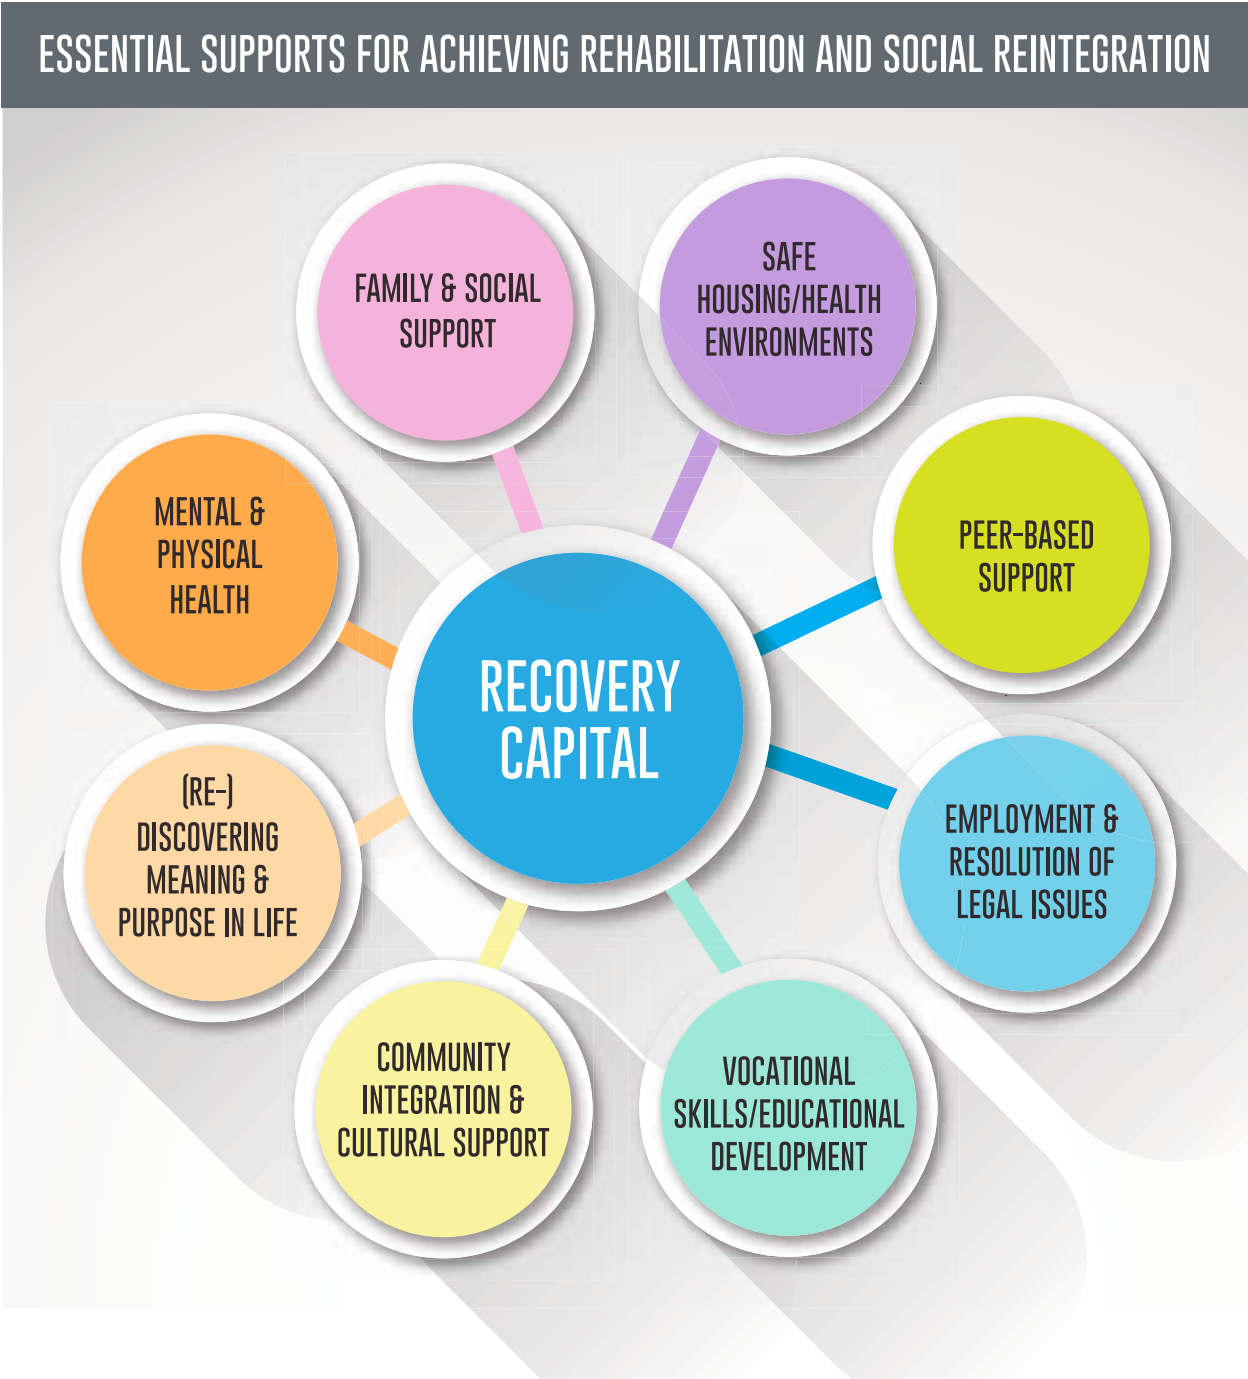 ESSENTIAL SUPPORTS FOR ACHIEVING REHABILITATION AND SOCIAL REINTEGRATION
FAMILY & SOCIAL
SUPPORT
SAFE
HOUSING/HEALTH
ENVIRONMENTS
MENTAL &
PHYSICAL
HEALTH
PEER-BASED
SUPPORT
RECOVERY
CAPITAL
(RE-)
DISCOVERING
MEANING &
PURPOSE IN LIFE
EMPLOYMENT &
RESOLUTION OF
LEGAL ISSUES
COMMUNITY
INTEGRATION &
CULTURAL SUPPORT
VOCATIONAL
SKILLS/EDUCATIONAL
DEVELOPMENT